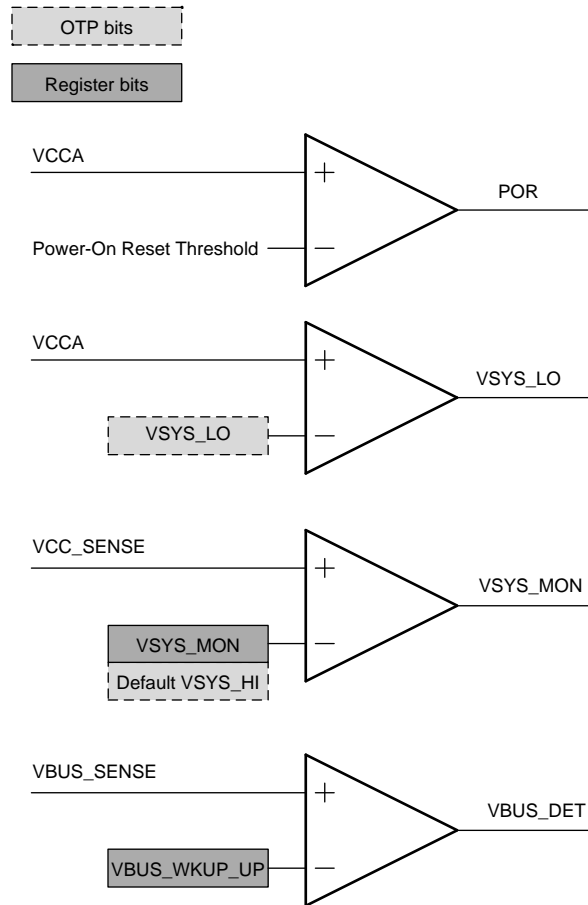 OTP bits
Register bits
VCCA
+
POR
Power-On Reset Threshold
−
VCCA
+
VSYS_LO
VSYS_LO
−
VCC_SENSE
+
VSYS_MON
VSYS_MON
−
Default VSYS_HI
VBUS_SENSE
+
VBUS_DET
VBUS_WKUP_UP
−